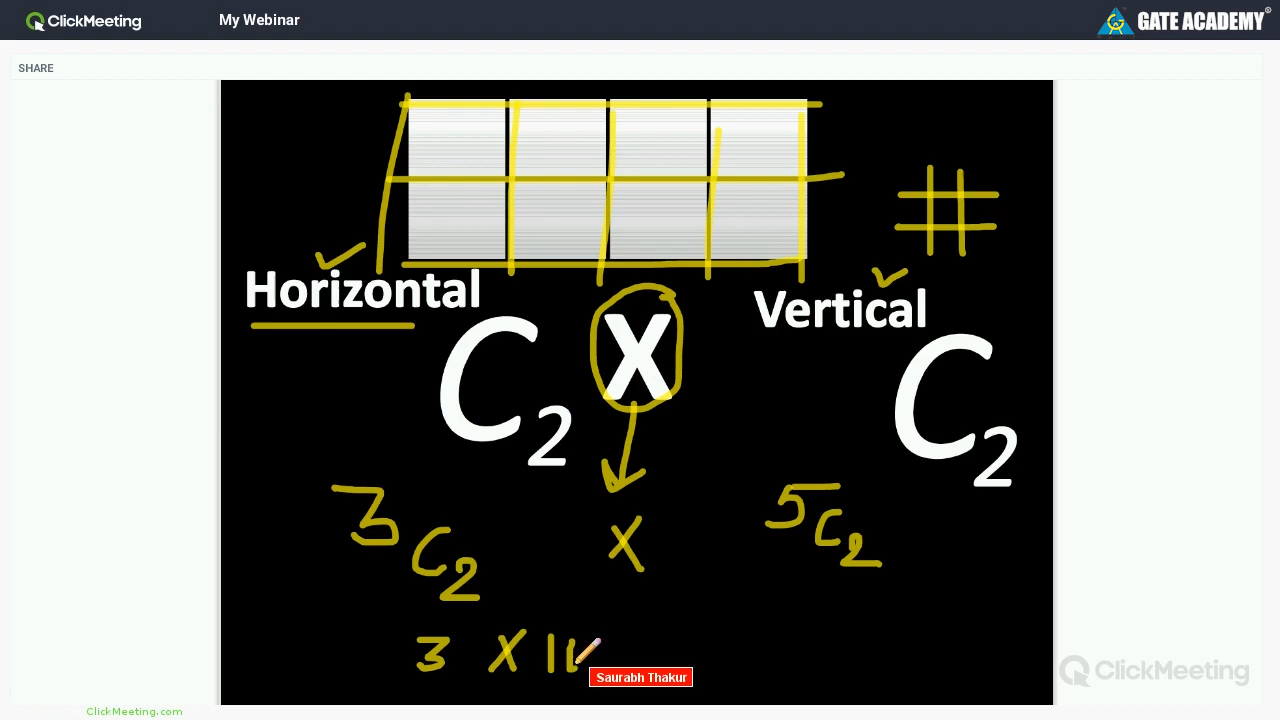 ClickMeeting My Webinar GATE ACADEMY
SHARE
Horizontal C2 X Vertical C2
3C2 X 5C2
3 X 1
Saurabh Thakur
ClickMeeting
ClickMeeting.com